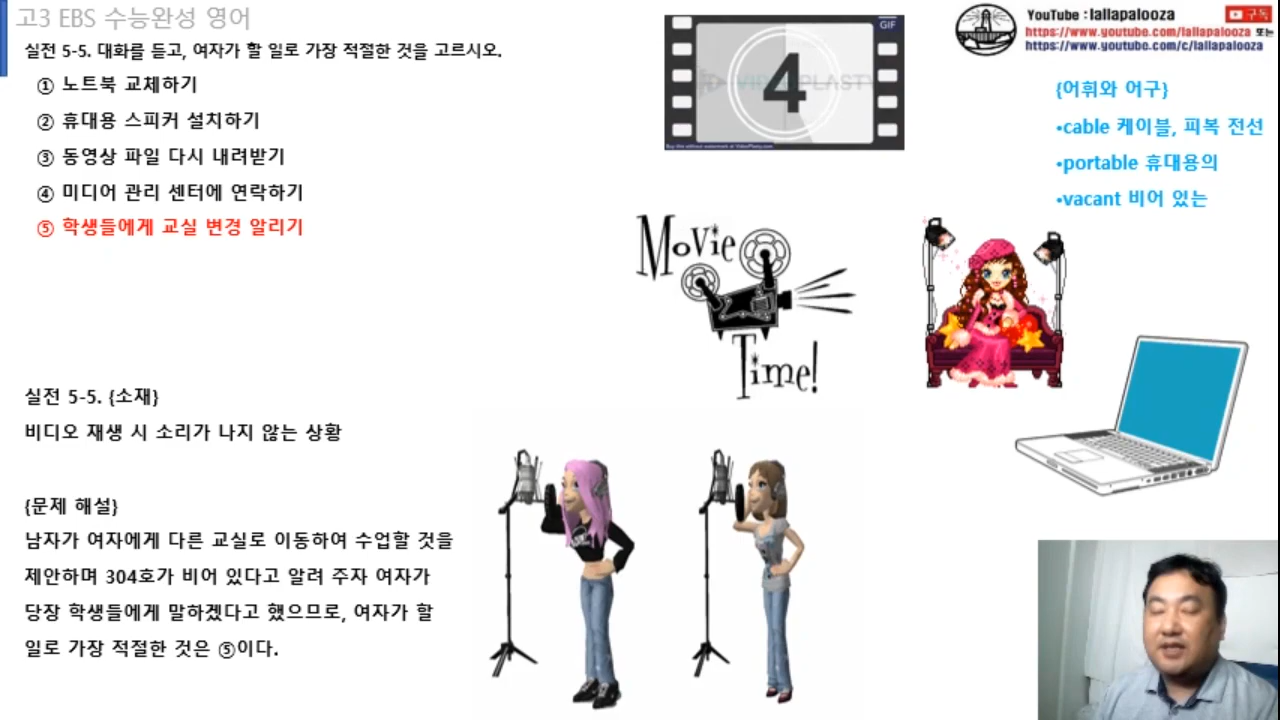 고3 EBS 수능완성 영어
실전 5-5. 대화를 듣고, 여자가 할 일로 가장 적절한 것을 고르시오.
① 노트북 교체하기
② 휴대용 스피커 설치하기
③ 동영상 파일 다시 내려받기
④ 미디어 관리 센터에 연락하기
⑤ 학생들에게 교실 변경 알리기
실전 5-5. {소재}
비디오 재생 시 소리가 나지 않는 상황
{문제 해설}
남자가 여자에게 다른 교실로 이동하여 수업할 것을
제안하며 304호가 비어 있다고 알려 주자 여자가
당장 학생들에게 말하겠다고 했으므로, 여자가 할
일로 가장 적절한 것은 ⑤이다.
GIF
4
Movie
Time!
YouTube : lallapalooza
구독
https://www.youtube.com/lallapalooza 또는
https://www.youtube.com/c/lallapalooza
{어휘와 어구}
•cable 케이블, 피복 전선
•portable 휴대용의
•vacant 비어 있는